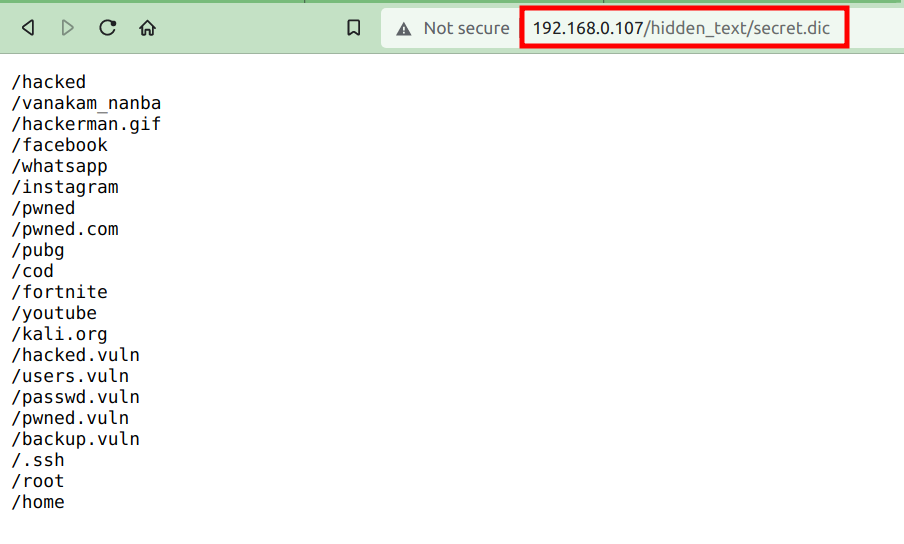 Not secure 192.168.0.107/hidden_text/secret.dic
/hacked
/vanakam_nanba
/hackerman.gif
/facebook
/whatsapp
/instagram
/pwned
/pwned.com
/pubg
/cod
/fortnite
/youtube
/kali.org
/hacked.vuln
/users.vuln
/passwd.vuln
/pwned.vuln
/backup.vuln
/.ssh
/root
/home